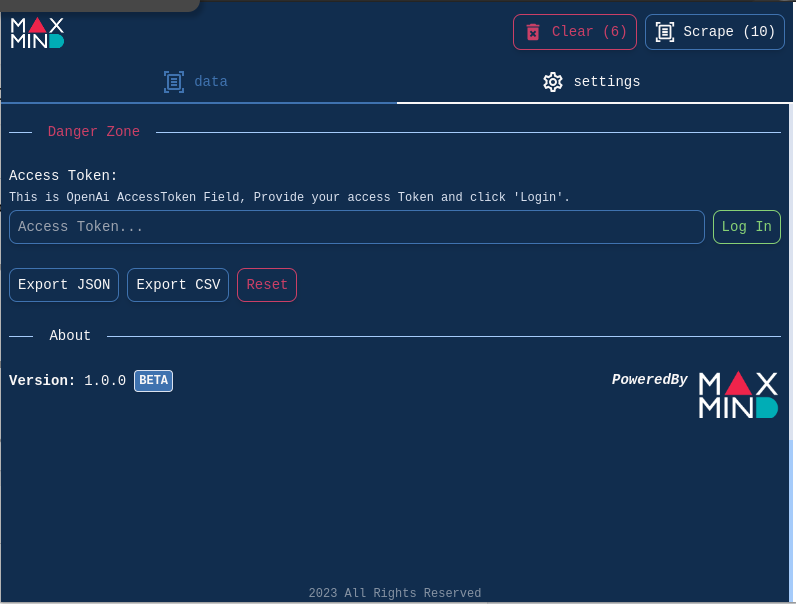 MAX
MIND
Clear (6)
Scrape (10)
data
settings
Danger Zone
Access Token:
This is OpenAi AccessToken Field, Provide your access Token and click 'Login'.
Access Token...
Log In
Export JSON
Export CSV
Reset
About
Version: 1.0.0 BETA
PoweredBy
MAX
MIND
2023 All Rights Reserved